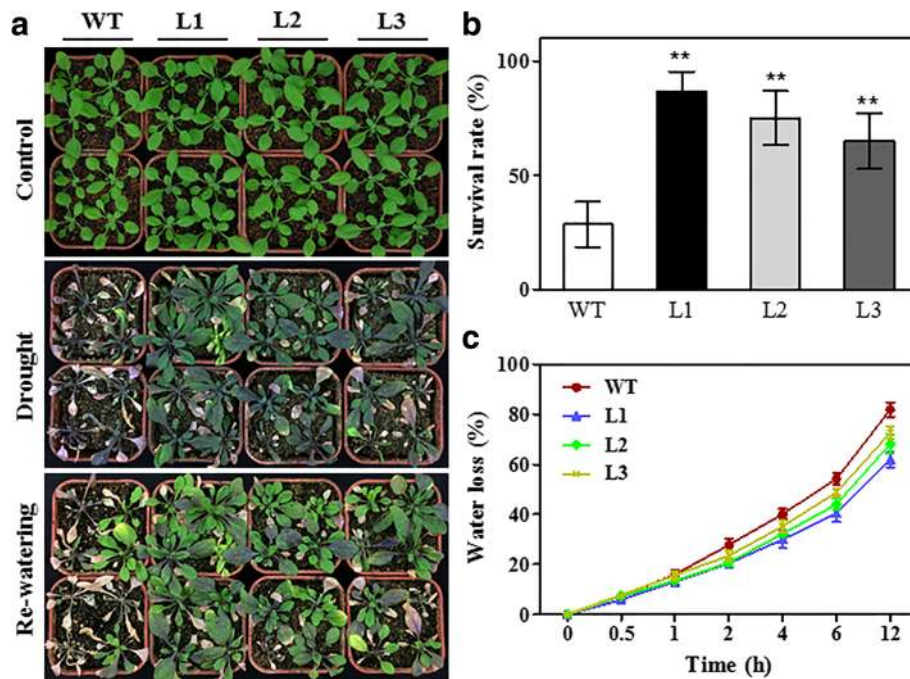 a
WT L1 L2 L3
Control
Drought
Re-watering
b
Survival rate (%)
100
50
0
**
**
**
WT L1 L2 L3
c
Water loss (%)
100
80
60
40
20
0
WT
L1
L2
L3
0 0.5 1 2 4 6 12
Time (h)